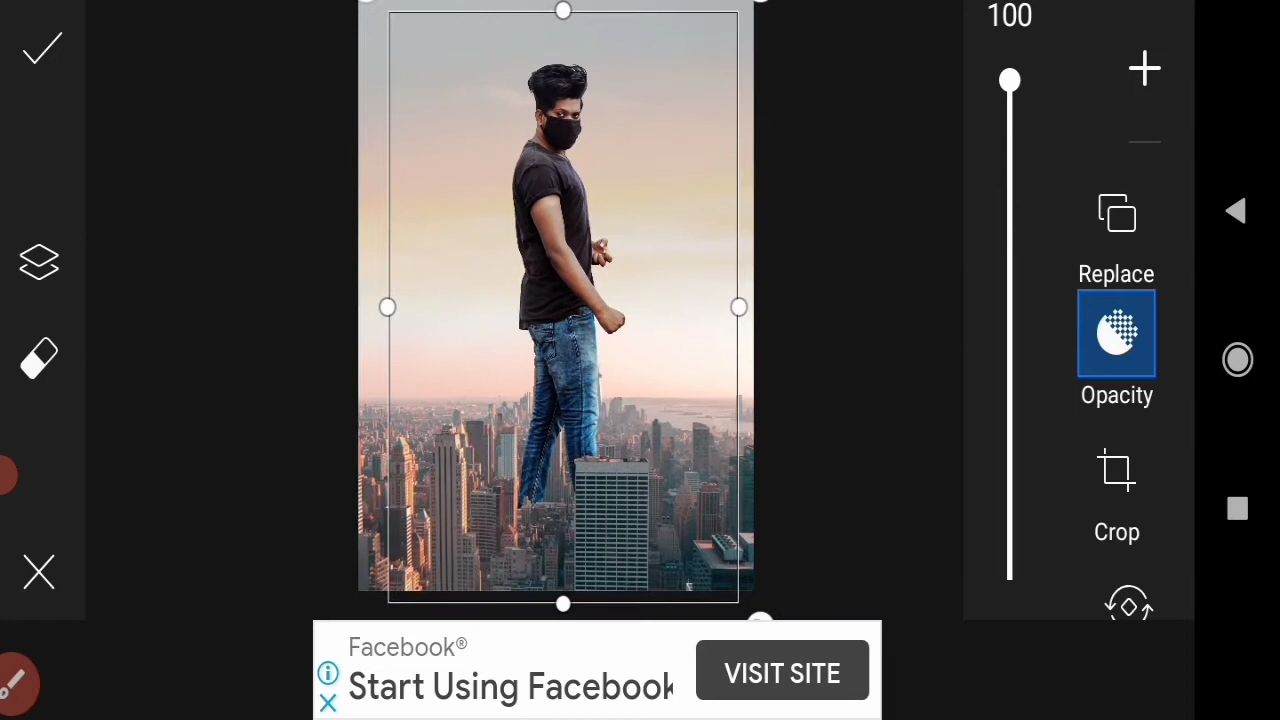 100
Replace
Opacity
Crop
Facebook®
Start Using Facebook
VISIT SITE